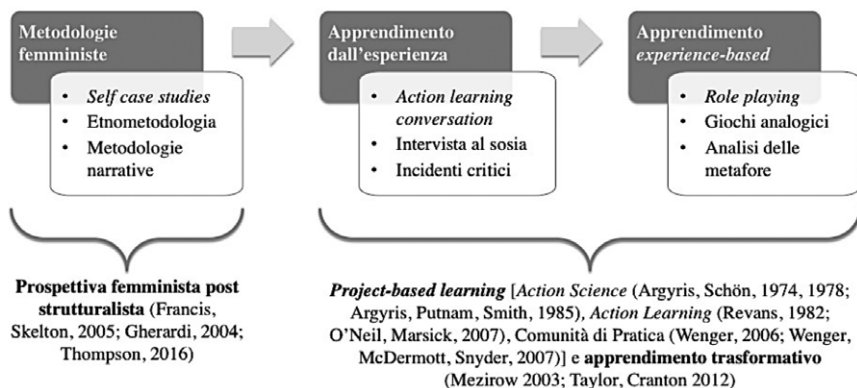 Metodologie
femministe
• Self case studies
• Etnometodologia
• Metodologie
narrative
Apprendimento
dall'esperienza
• Action learning
conversation
• Intervista al sosia
• Incidenti critici
Apprendimento
experience-based
• Role playing
• Giochi analogici
• Analisi delle
metafore
Prospettiva femminista post
strutturalista (Francis,
Skelton, 2005; Gherardi, 2004;
Thompson, 2016)
Project-based learning [Action Science (Argyris, Schön, 1974, 1978;
Argyris, Putnam, Smith, 1985), Action Learning (Revans, 1982;
O'Neil, Marsick, 2007), Comunità di Pratica (Wenger, 2006; Wenger,
McDermott, Snyder, 2007)] e apprendimento trasformativo
(Mezirow 2003; Taylor, Cranton 2012)